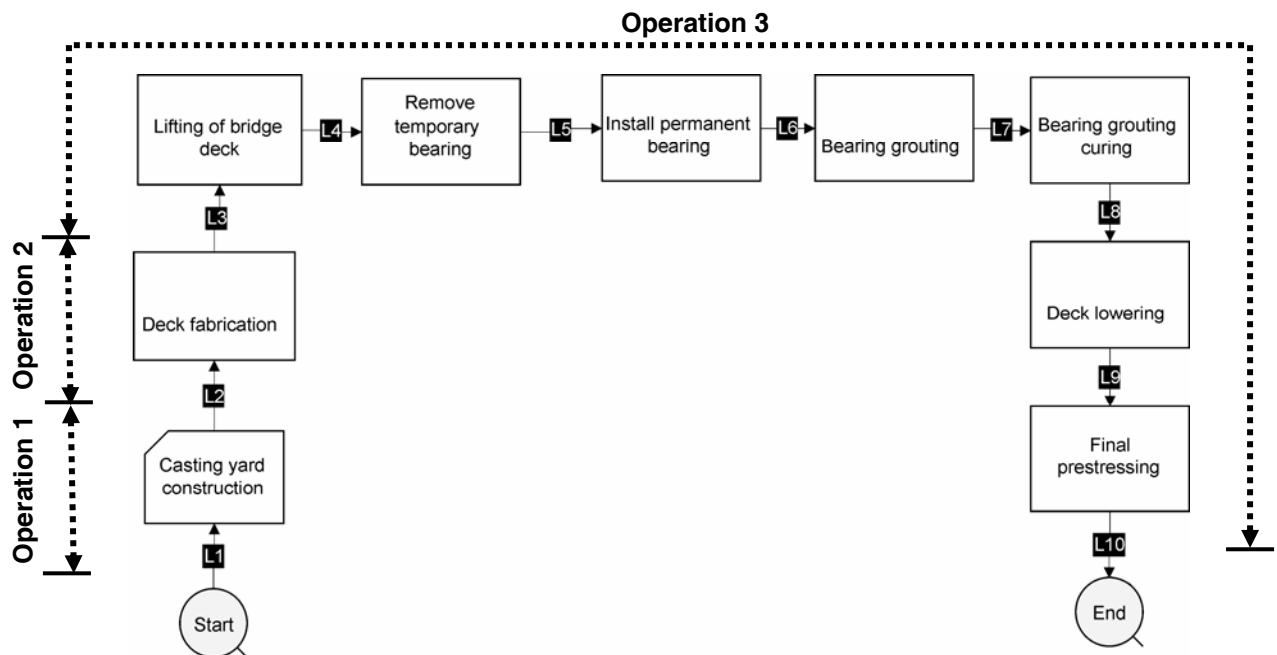 Operation 3
Lifting of bridge
deck
L4
Remove
temporary
bearing
L5
Install permanent
bearing
L6
Bearing grouting
L7
Bearing grouting
curing
L3
L8
Operation 2
Deck fabrication
Deck lowering
L2
L9
Operation 1
Casting yard
construction
Final
prestressing
L1
L10
Start
End